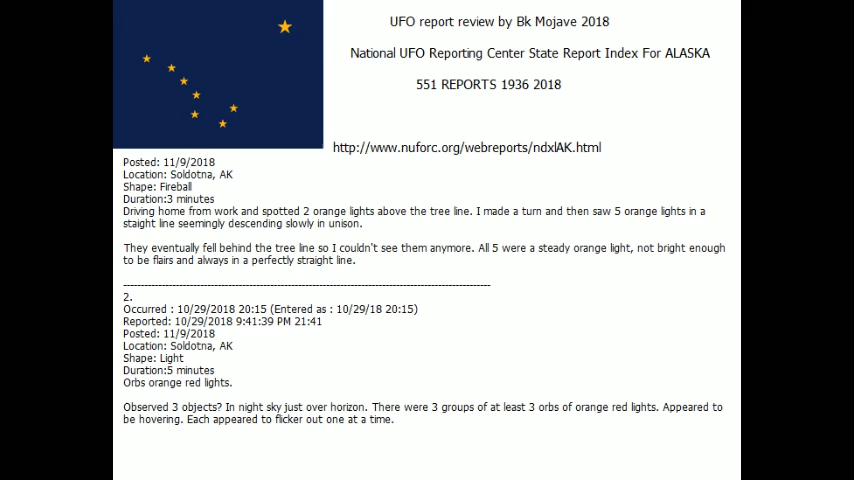 UFO report review by Bk Mojave 2018
National UFO Reporting Center State Report Index For ALASKA
551 REPORTS 1936 2018
http://www.nuforc.org/webreports/ndxlAK.html
Posted: 11/9/2018
Location: Soldotna, AK
Shape: Fireball
Duration:3 minutes
Driving home from work and spotted 2 orange lights above the tree line. I made a turn and then saw 5 orange lights in a
staight line seemingly descending slowly in unison.
They eventually fell behind the tree line so I couldn't see them anymore. All 5 were a steady orange light, not bright enough
to be flairs and always in a perfectly straight line.
--------------------------------------------------------------------------------------------
2.
Occurred : 10/29/2018 20:15 (Entered as : 10/29/18 20:15)
Reported: 10/29/2018 9:41:39 PM 21:41
Posted: 11/9/2018
Location: Soldotna, AK
Shape: Light
Duration:5 minutes
Orbs orange red lights.
Observed 3 objects? In night sky just over horizon. There were 3 groups of at least 3 orbs of orange red lights. Appeared to
be hovering. Each appeared to flicker out one at a time.